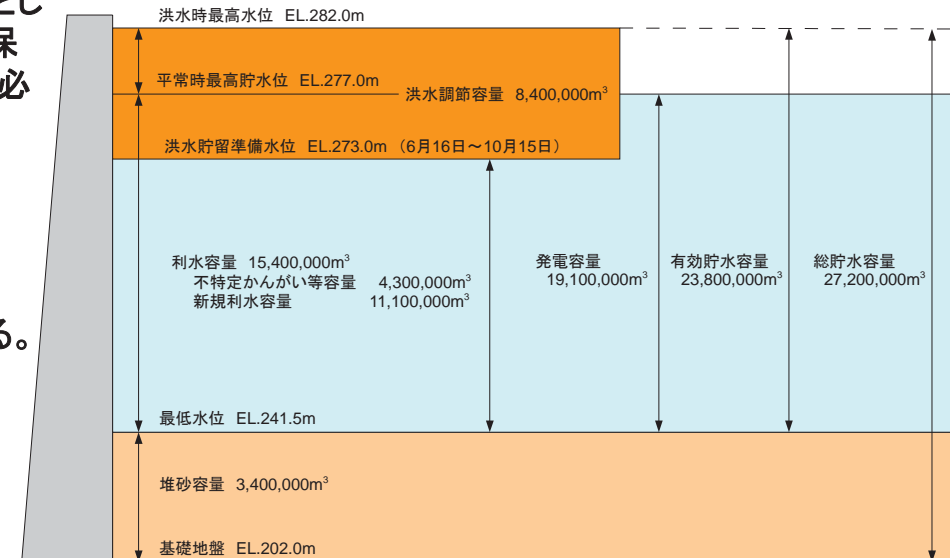 とし
保
必
る。
洪水時最高水位 EL.282.0m
平常時最高貯水位 EL.277.0m
洪水調節容量 8,400,000m³
洪水貯留準備水位 EL.273.0m （6月16日～10月15日）
利水容量 15,400,000m³
不特定かんがい等容量 4,300,000m³
新規利水容量 11,100,000m³
発電容量
19,100,000m³
有効貯水容量
23,800,000m³
総貯水容量
27,200,000m³
最低水位 EL.241.5m
堆砂容量 3,400,000m³
基礎地盤 EL.202.0m